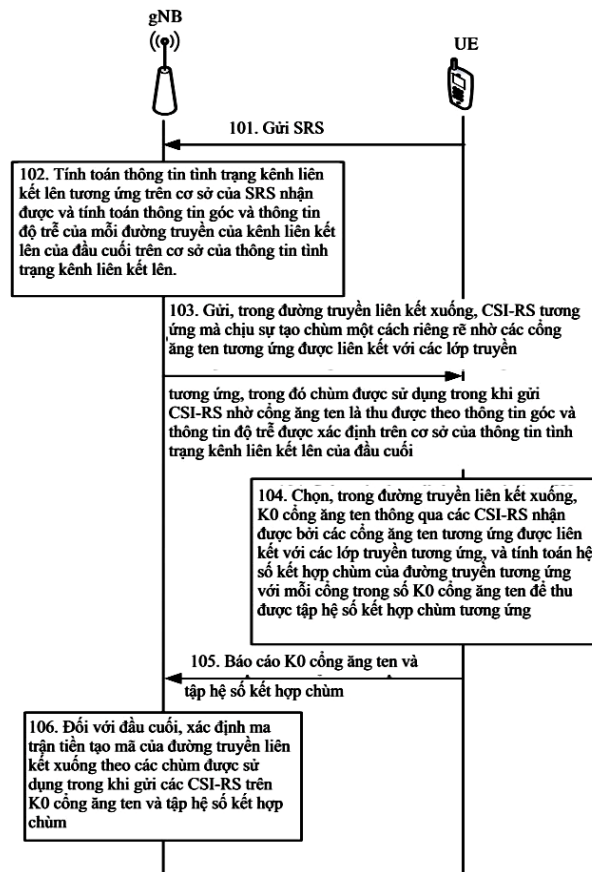 gNB
UE
101. Gửi SRS
102. Tính toán thông tin tình trạng kênh liên
kết lên tương ứng trên cơ sở của SRS nhận
được và tính toán thông tin góc và thông tin
độ trễ của mỗi đường truyền của kênh liên kết
lên của đầu cuối trên cơ sở của thông tin tình
trạng kênh liên kết lên.
103. Gửi, trong đường truyền liên kết xuống, CSI-RS tương
ứng mà chịu sự tạo chùm một cách riêng rẽ nhờ các cổng
ăng ten tương ứng được liên kết với các lớp truyền
tương ứng, trong đó chùm được sử dụng trong khi gửi
CSI-RS nhờ cổng ăng ten là thu được theo thông tin góc và
thông tin độ trễ được xác định trên cơ sở của thông tin tình
trạng kênh liên kết lên của đầu cuối
104. Chọn, trong đường truyền liên kết xuống,
K0 cổng ăng ten thông qua các CSI-RS nhận
được bởi các cổng ăng ten tương ứng được liên
kết với các lớp truyền tương ứng, và tính toán hệ
số kết hợp chùm của đường truyền tương ứng
với mỗi cổng trong số K0 cổng ăng ten để thu
được tập hệ số kết hợp chùm tương ứng
105. Báo cáo K0 cổng ăng ten và
tập hệ số kết hợp chùm
106. Đối với đầu cuối, xác định ma
trận tiền tạo mã của đường truyền liên
kết xuống theo các chùm được sử
dụng trong khi gửi các CSI-RS trên
K0 cổng ăng ten và tập hệ số kết hợp
chùm